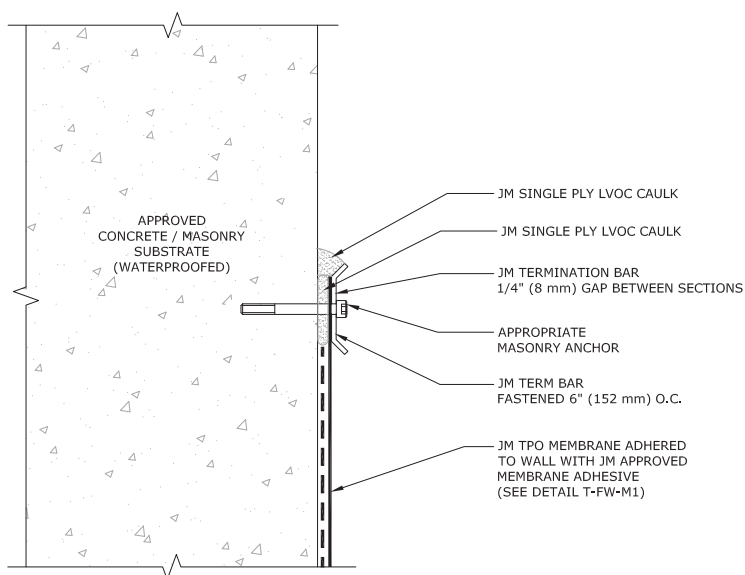 APPROVED
CONCRETE / MASONRY
SUBSTRATE
(WATERPROOFED)
JM SINGLE PLY LVOC CAULK
JM SINGLE PLY LVOC CAULK
JM TERMINATION BAR
1/4" (8 mm) GAP BETWEEN SECTIONS
APPROPRIATE
MASONRY ANCHOR
JM TERM BAR
FASTENED 6" (152 mm) O.C.
JM TPO MEMBRANE ADHERED
TO WALL WITH JM APPROVED
MEMBRANE ADHESIVE
(SEE DETAIL T-FW-M1)